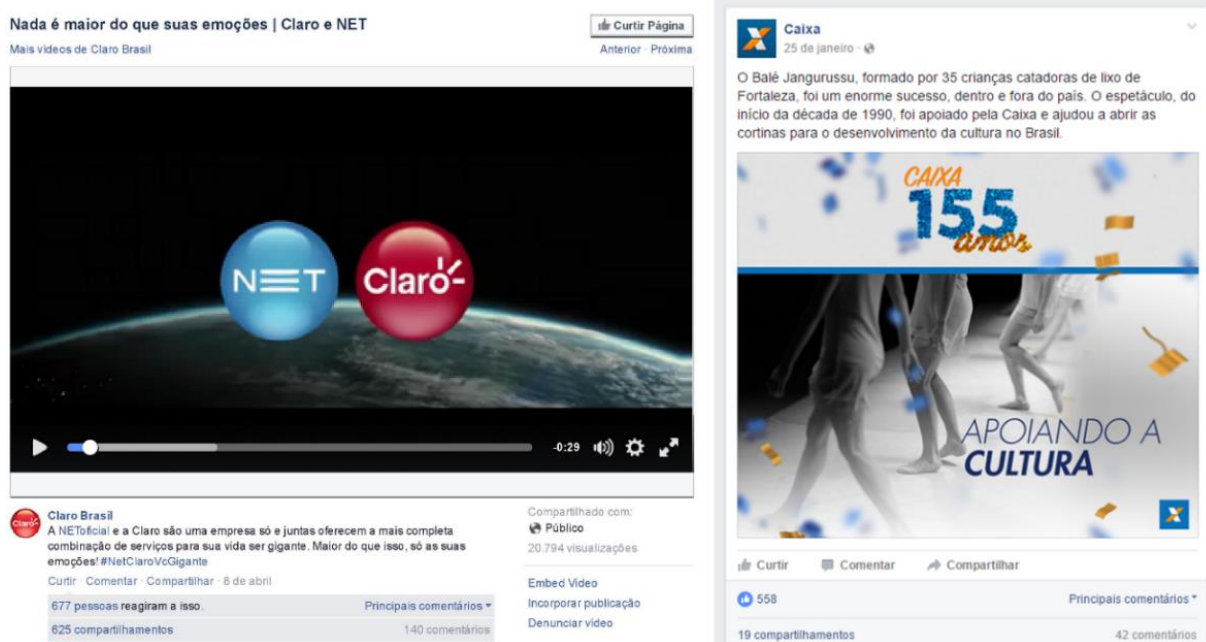 Nada é maior do que suas emoções | Claro e NET
Curtir Página
Mais vídeos de Claro Brasil
Anterior · Próxima
NET
Claro
-0:29
Claro Brasil
A NEToficial e a Claro são uma empresa só e juntas oferecem a mais completa
combinação de serviços para sua vida ser gigante. Maior do que isso, só as suas
emoções! #NetClaroVcGigante
Curtir · Comentar · Compartilhar · 8 de abril
677 pessoas reagiram a isso.
Principais comentários
625 compartilhamentos
140 comentários
Compartilhado com:
Público
20.794 visualizações
Embed Video
Incorporar publicação
Denunciar vídeo
Caixa
25 de janeiro ·
O Balé Jangurussu, formado por 35 crianças catadoras de lixo de
Fortaleza, foi um enorme sucesso, dentro e fora do país. O espetáculo, do
início da década de 1990, foi apoiado pela Caixa e ajudou a abrir as
cortinas para o desenvolvimento da cultura no Brasil.
CAIXA
155
anos
APOIANDO A
CULTURA
Curtir
Comentar
Compartilhar
558
Principais comentários
19 compartilhamentos
42 comentários